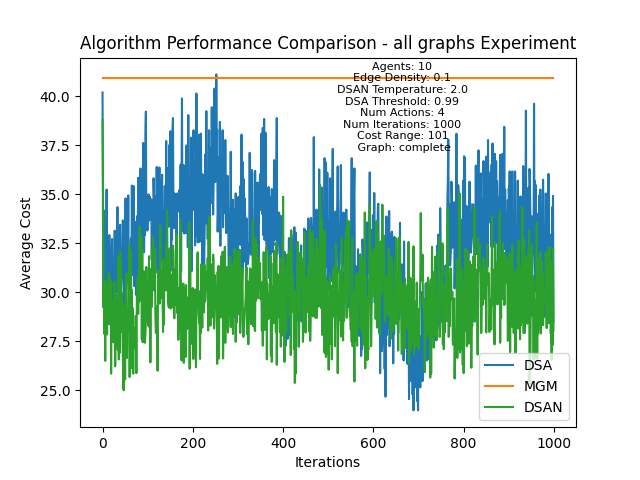 Algorithm Performance Comparison - all graphs Experiment
Agents: 10
Edge Density: 0.1
DSAN Temperature: 2.0
DSA Threshold: 0.99
Num Actions: 4
Num Iterations: 1000
Cost Range: 101
Graph: complete
Average Cost
40.0
37.5
35.0
32.5
30.0
27.5
25.0
DSA
MGM
DSAN
0
200
400
600
800
1000
Iterations